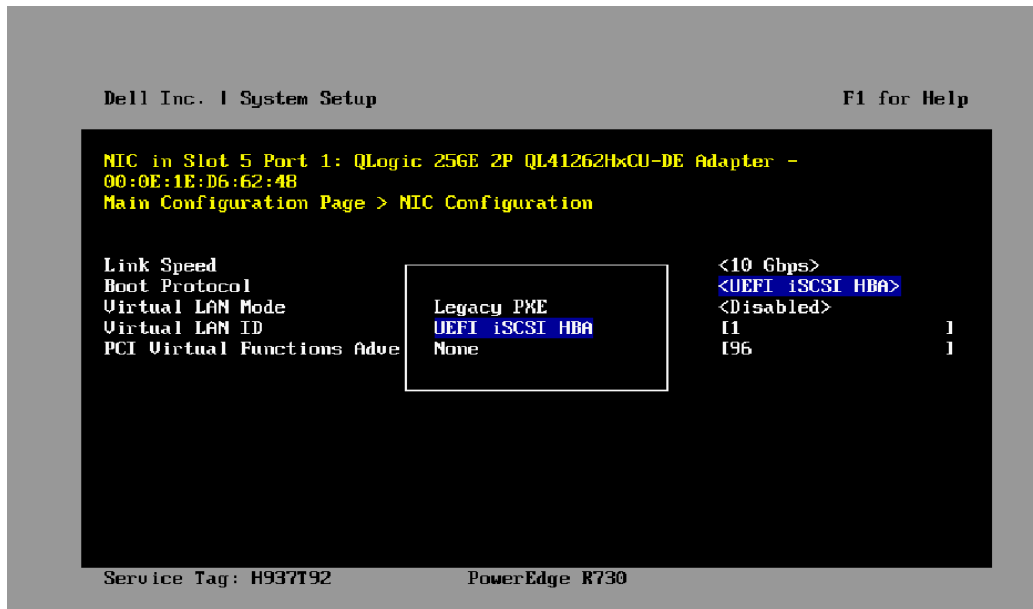 Dell Inc. | System Setup F1 for Help
NIC in Slot 5 Port 1: QLogic 25GE 2P QL41262HxCU-DE Adapter -
00:0E:1E:D6:62:48
Main Configuration Page > NIC Configuration
Link Speed <10 Gbps>
Boot Protocol <UEFI iSCSI HBA>
Virtual LAN Mode Legacy PXE <Disabled>
Virtual LAN ID UEFI iSCSI HBA [1 ]
PCI Virtual Functions Adve None [96 ]
Service Tag: H937T92 PowerEdge R730